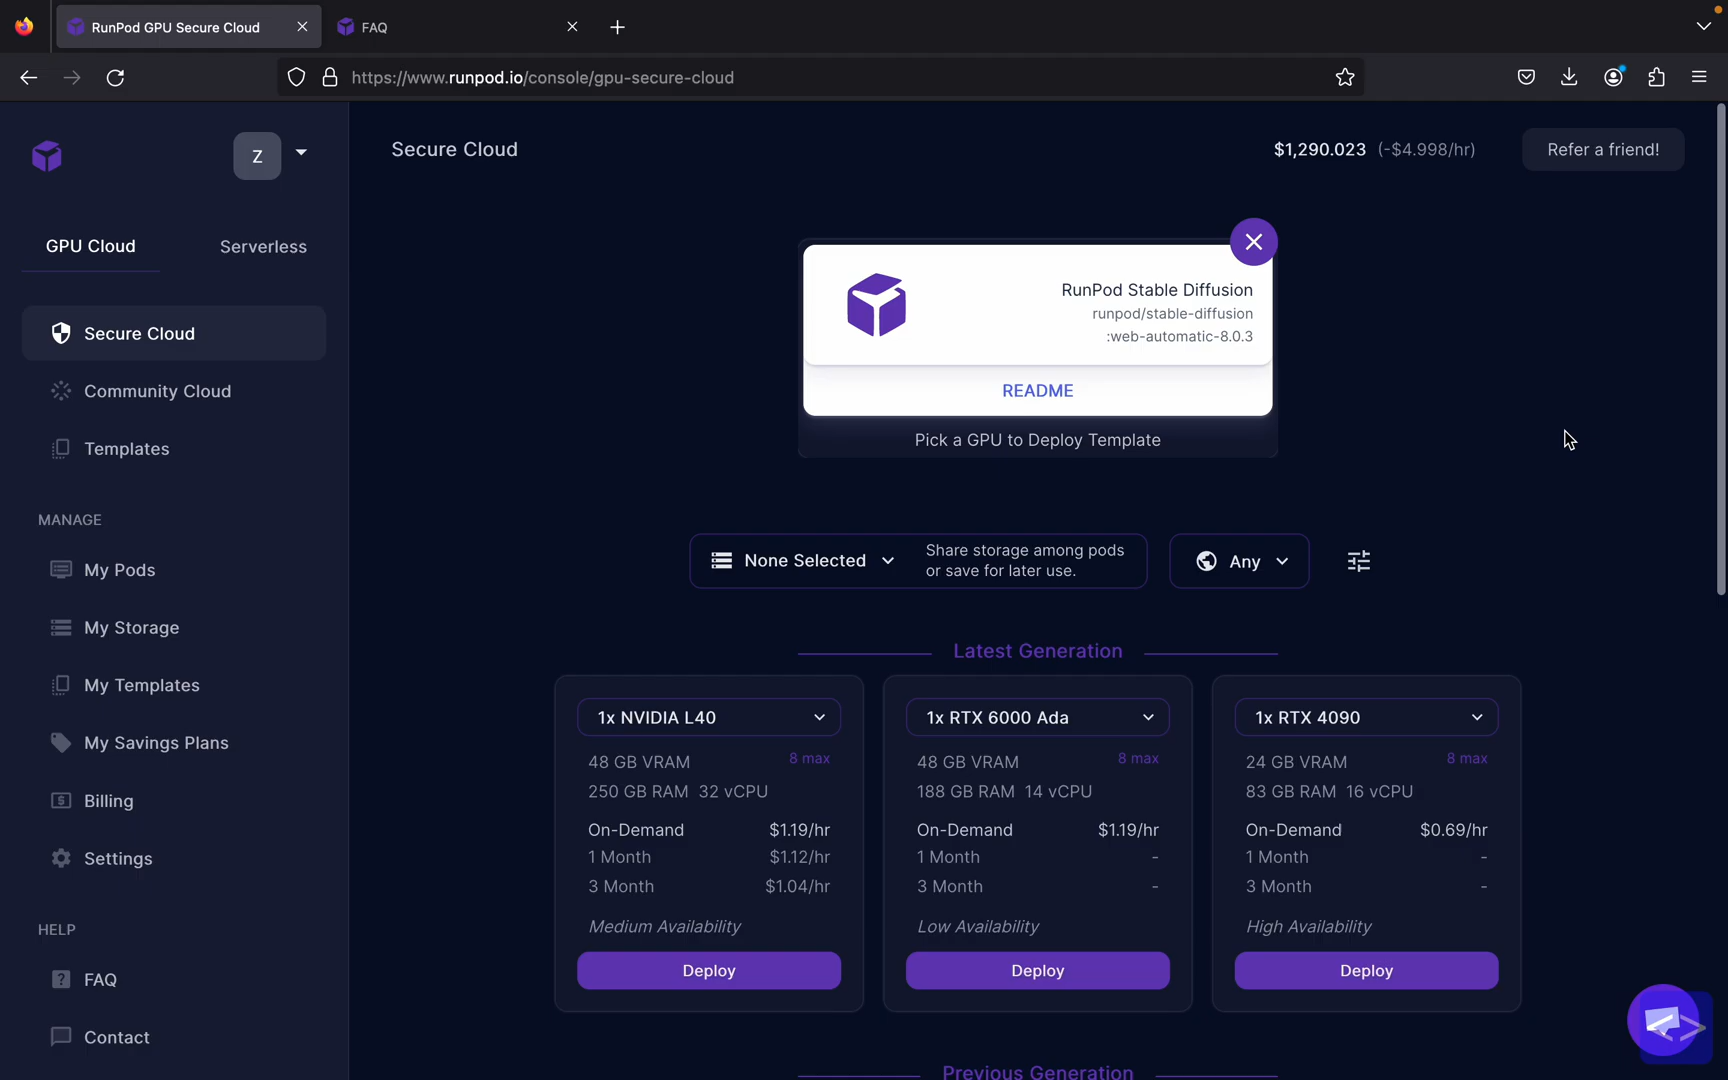 RunPod GPU Secure Cloud
FAQ
https://www.runpod.io/console/gpu-secure-cloud
Z
GPU Cloud
Serverless
Secure Cloud
Community Cloud
Templates
MANAGE
My Pods
My Storage
My Templates
My Savings Plans
Billing
Settings
HELP
FAQ
Contact
Secure Cloud
$1,290.023 (-$4.998/hr)
Refer a friend!
RunPod Stable Diffusion
runpod/stable-diffusion
:web-automatic-8.0.3
README
Pick a GPU to Deploy Template
None Selected
Share storage among pods
or save for later use.
Any
Latest Generation
1x NVIDIA L40
48 GB VRAM 8 max
250 GB RAM 32 vCPU
On-Demand $1.19/hr
1 Month $1.12/hr
3 Month $1.04/hr
Medium Availability
Deploy
1x RTX 6000 Ada
48 GB VRAM 8 max
188 GB RAM 14 vCPU
On-Demand $1.19/hr
1 Month -
3 Month -
Low Availability
Deploy
1x RTX 4090
24 GB VRAM 8 max
83 GB RAM 16 vCPU
On-Demand $0.69/hr
1 Month -
3 Month -
High Availability
Deploy
Previous Generation